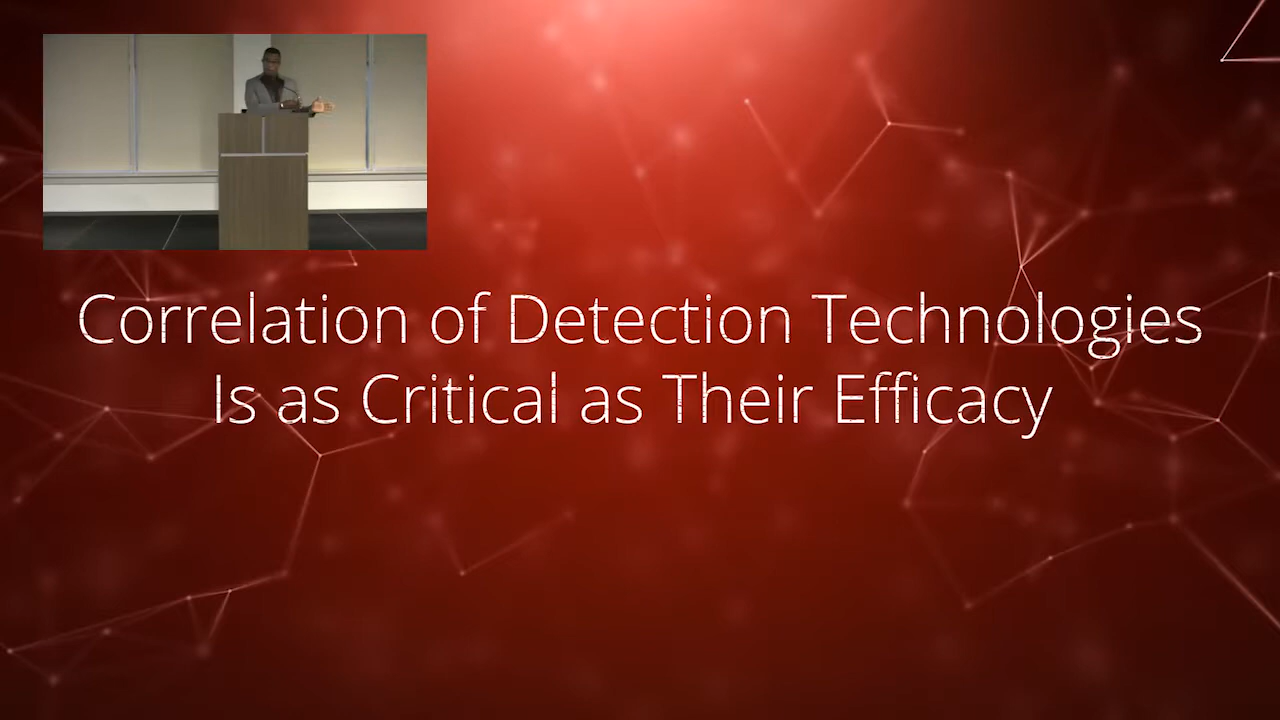 Correlation of Detection Technologies
Is as Critical as Their Efficacy